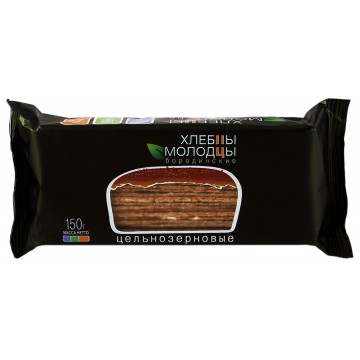 ХЛЕБЦЫ
МОЛОДЦЫ
бородинские
150г
МАССА НЕТТО
цельнозерновые